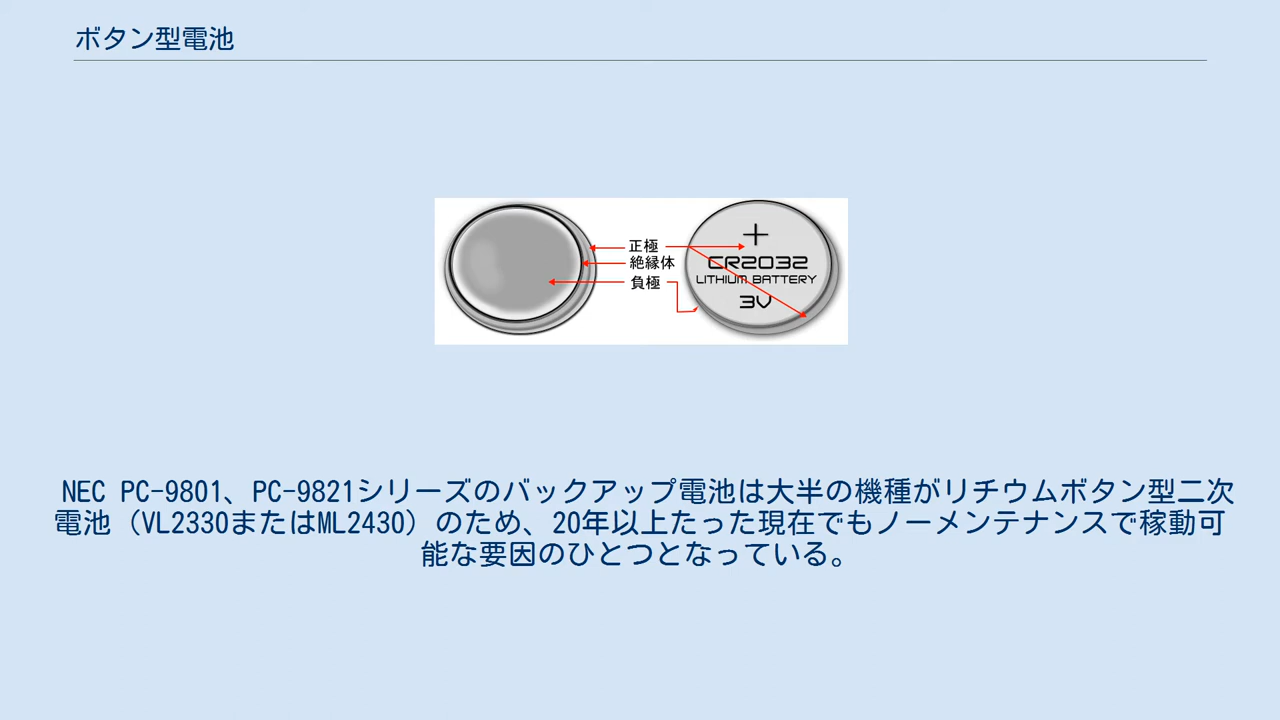 ボタン型電池
正極
絶縁体
負極
+
CR2032
LITHIUM BATTERY
3V
NEC PC-9801、PC-9821シリーズのバックアップ電池は大半の機種がリチウムボタン型二次
電池（VL2330またはML2430）のため、20年以上たった現在でもノーメンテナンスで稼動可
能な要因のひとつとなっている。